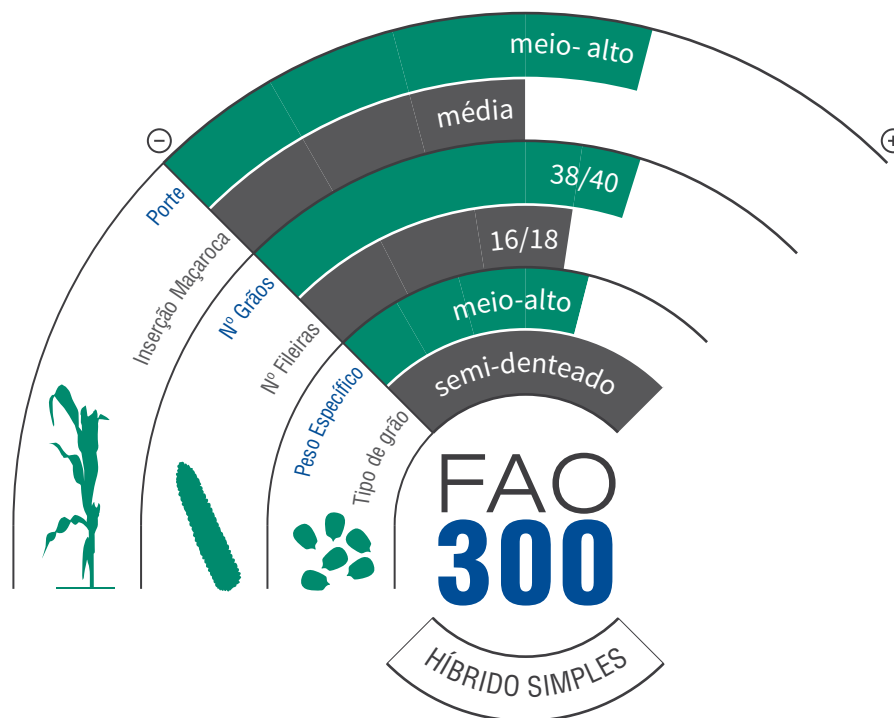 meio- alto
média
38/40
16/18
meio-alto
semi-denteado
−
+
Porte
Inserção Maçaroca
Nº Grãos
Nº Fileiras
Peso Específico
Tipo de grão
FAO
300
HÍBRIDO SIMPLES